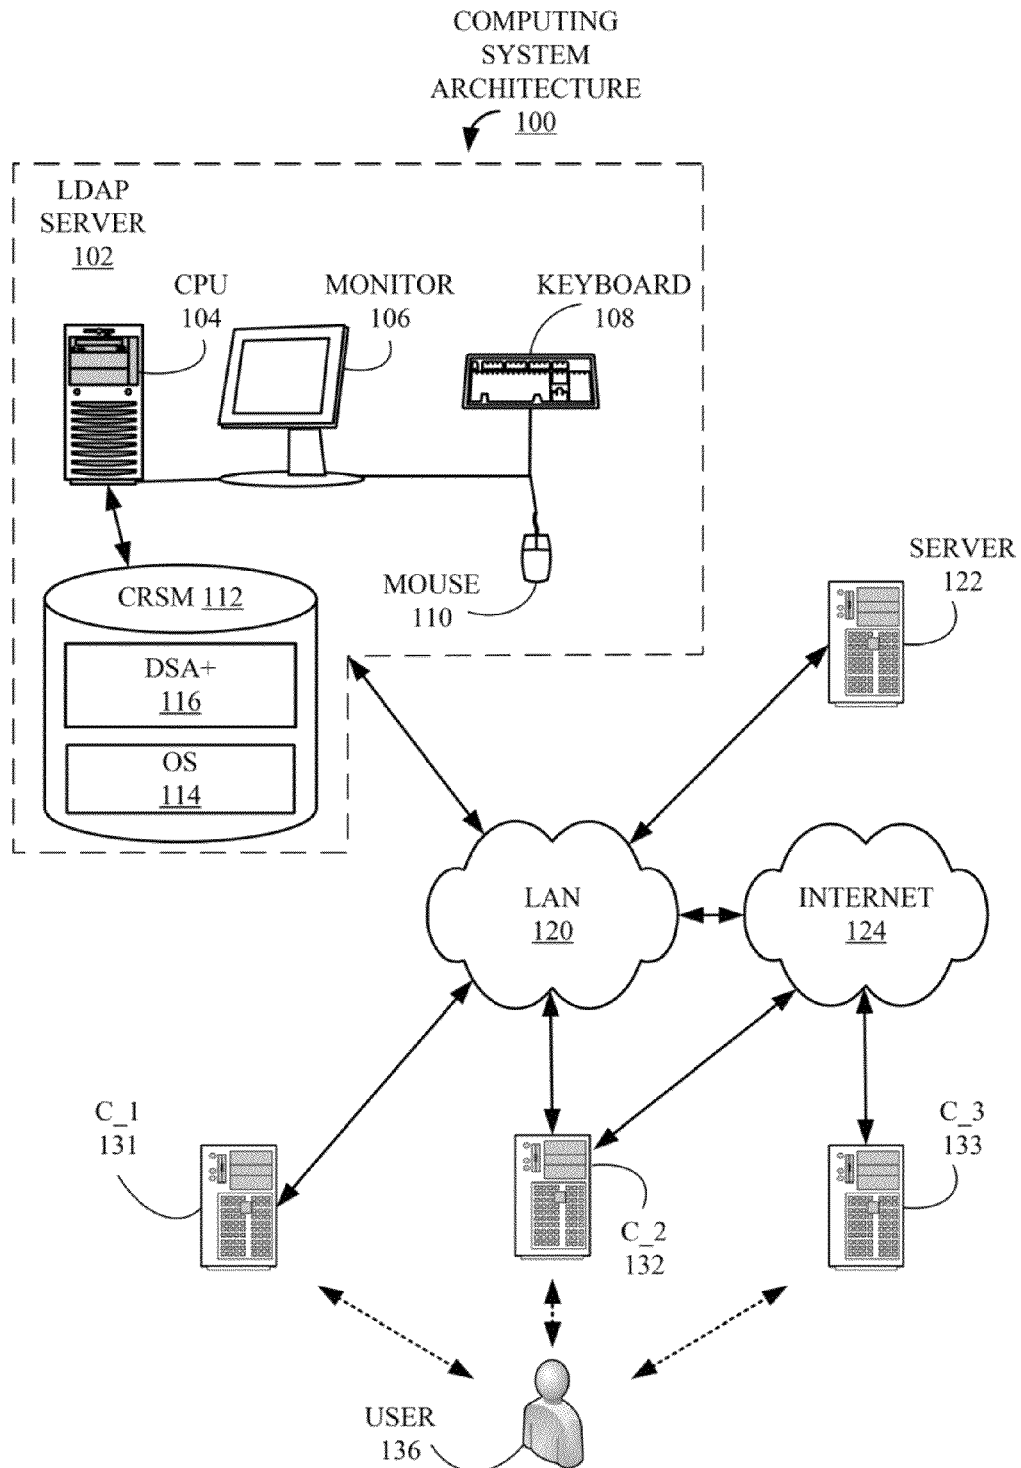 COMPUTING
SYSTEM
ARCHITECTURE
100
LDAP
SERVER
102
CPU
104
MONITOR
106
KEYBOARD
108
MOUSE
110
CRSM 112
DSA+
116
OS
114
SERVER
122
LAN
120
INTERNET
124
C_1
131
C_2
132
C_3
133
USER
136